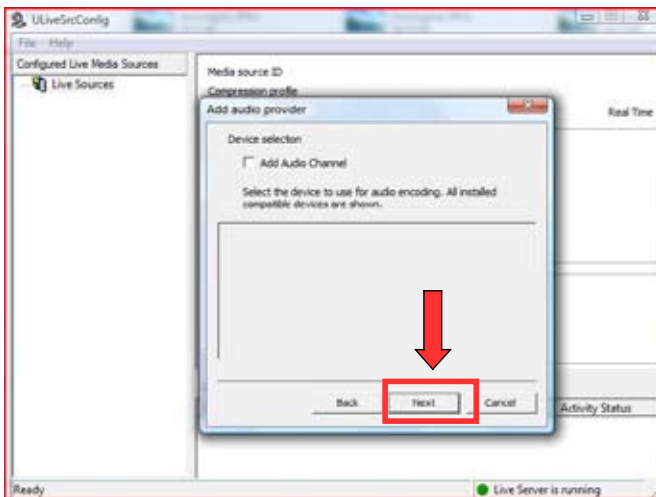 ULiveSrcConfig
File Help
Configured Live Media Sources
Live Sources
Media source ID
Compression profile
Real Time
Add audio provider
Device selection
Add Audio Channel
Select the device to use for audio encoding. All installed
compatible devices are shown.
Back Next Cancel
Activity Status
Ready
Live Server is running